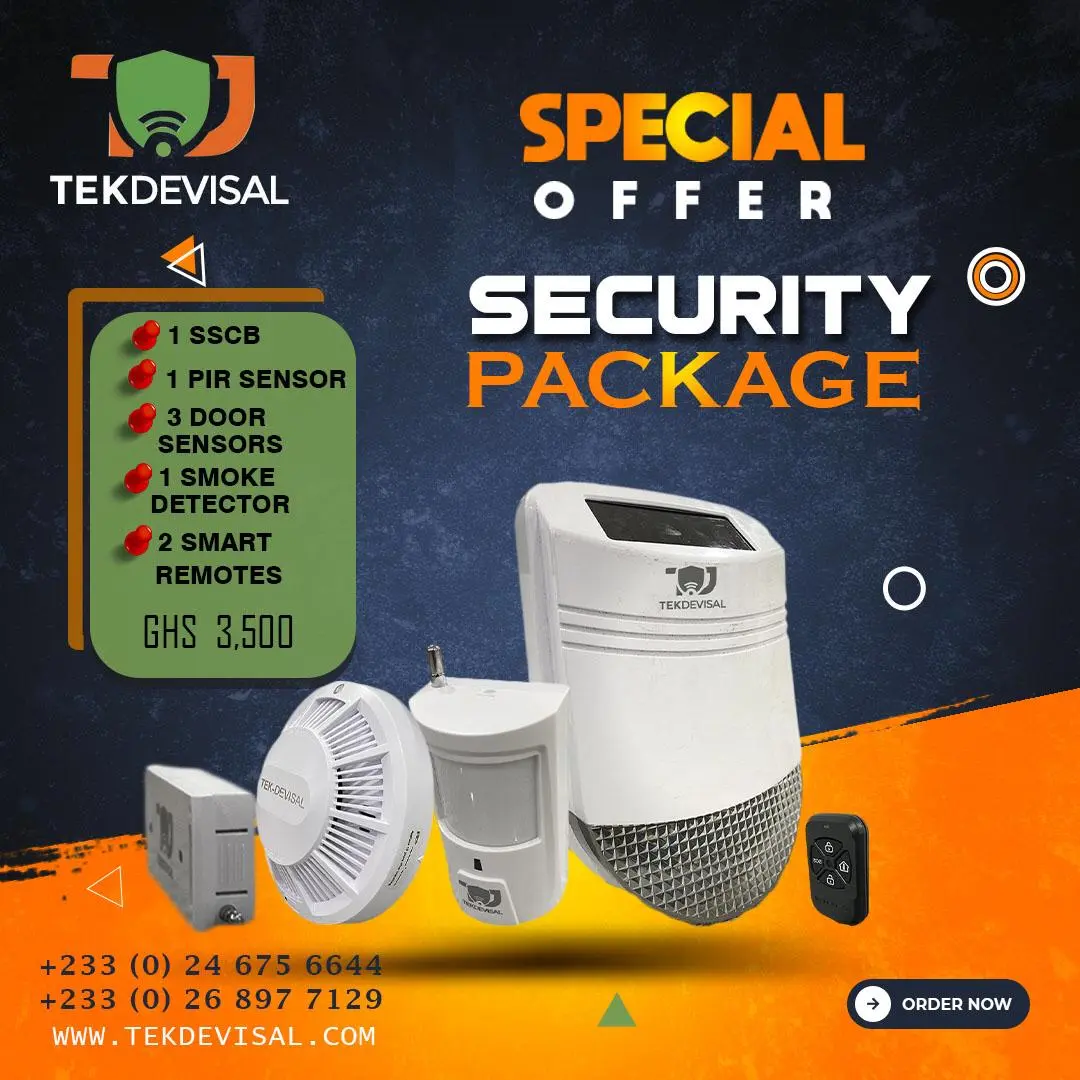 TEKDEVISAL
SPECIAL
OFFER
SECURITY
PACKAGE
1 SSCB
1 PIR SENSOR
3 DOOR
SENSORS
1 SMOKE
DETECTOR
2 SMART
REMOTES
GHS 3,500
TEKDEVISAL
TEK-DEVISAL
TEKDEVISAL
SOS
+233 (0) 24 675 6644
+233 (0) 26 897 7129
WWW.TEKDEVISAL.COM
ORDER NOW